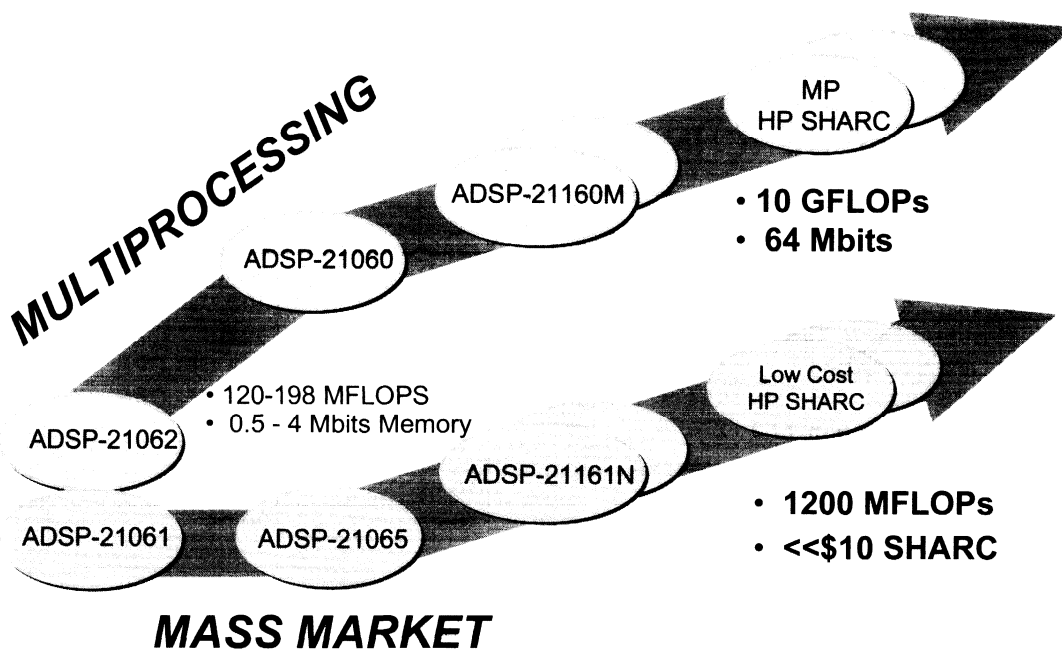 MULTIPROCESSING
MP
HP SHARC
ADSP-21160M
ADSP-21060
• 10 GFLOPs
• 64 Mbits
ADSP-21062
• 120-198 MFLOPS
• 0.5 - 4 Mbits Memory
Low Cost
HP SHARC
ADSP-21161N
ADSP-21061
ADSP-21065
• 1200 MFLOPs
• <<$10 SHARC
MASS MARKET